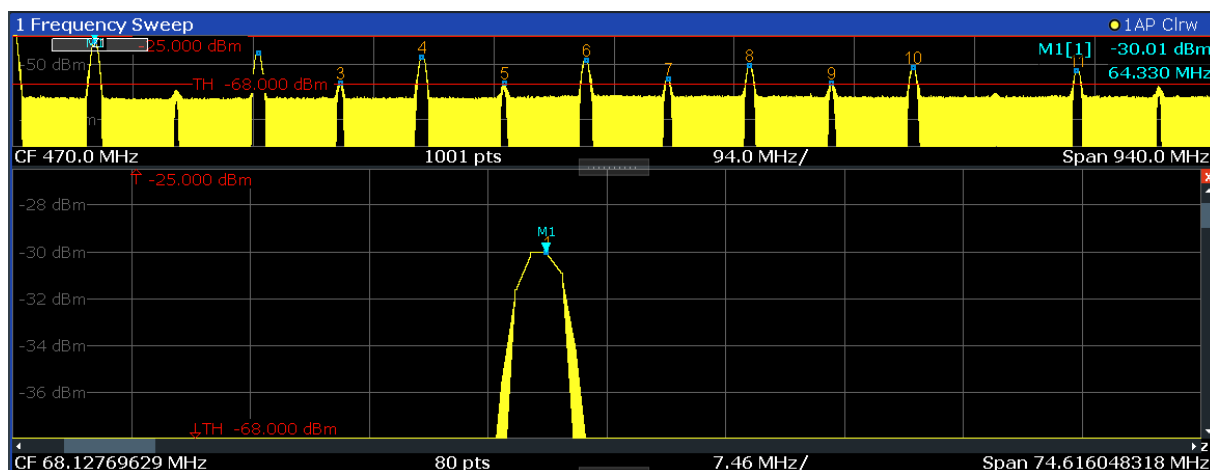 1 Frequency Sweep
1AP Clrw
M1
-25.000 dBm
4
6
10
M1[1] -30.01 dBm
-50 dBm
3
5
7
8
9
11
64.330 MHz
TH -68.000 dBm
CF 470.0 MHz 1001 pts 94.0 MHz/ Span 940.0 MHz
-25.000 dBm
-28 dBm
M1
1
-30 dBm
-32 dBm
-34 dBm
-36 dBm
TH -68.000 dBm
z
CF 68.12769629 MHz 80 pts 7.46 MHz/ Span 74.616048318 MHz